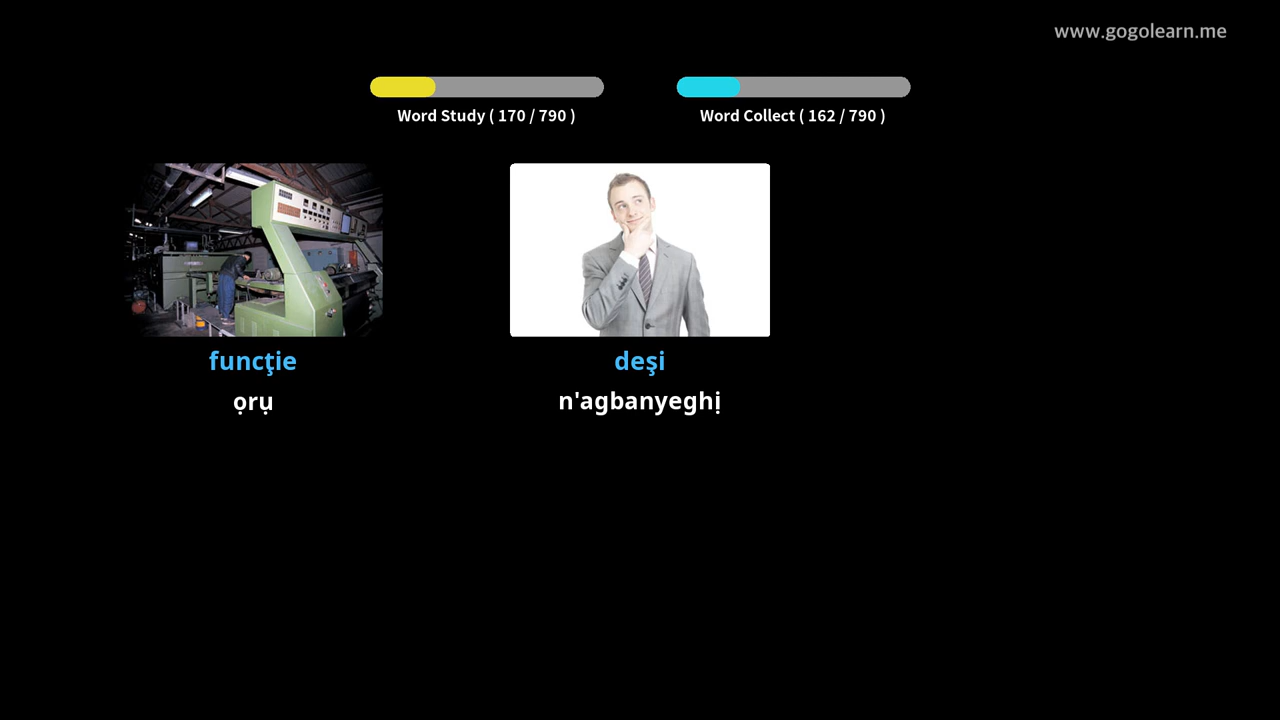 www.gogolearn.me
Word Study ( 170 / 790 )
Word Collect ( 162 / 790 )
funcţie
deşi
ọrụ
n'agbanyeghị